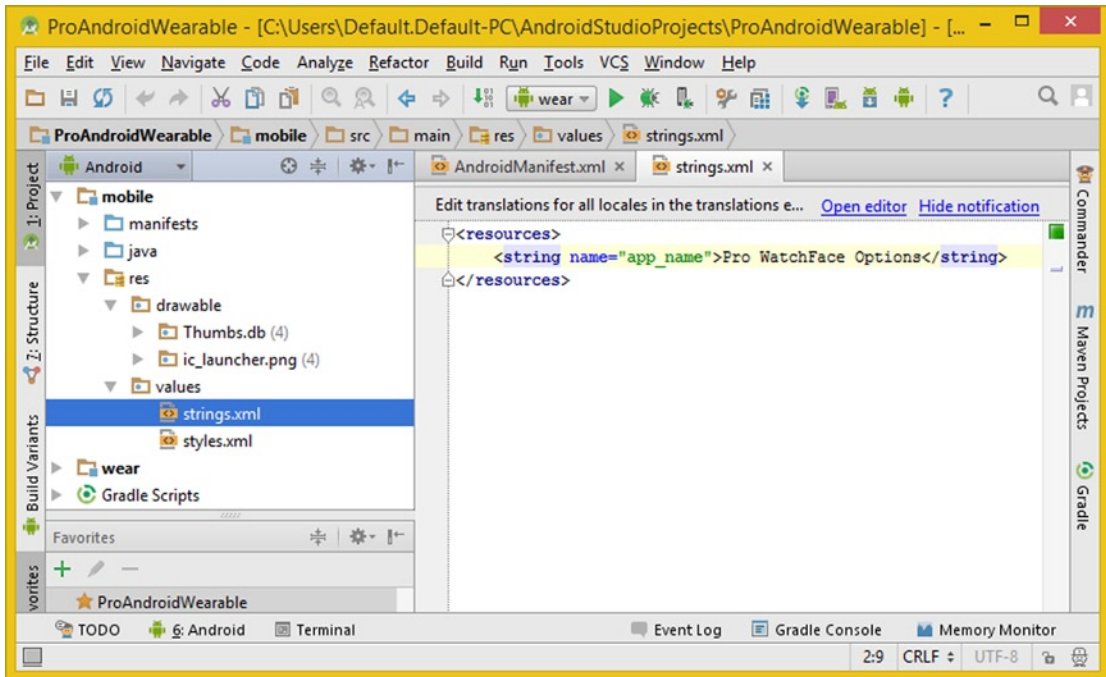 ProAndroidWearable - [C:\Users\Default.Default-PC\AndroidStudioProjects\ProAndroidWearable] - [...
File Edit View Navigate Code Analyze Refactor Build Run Tools VCS Window Help
wear
ProAndroidWearable mobile src main res values strings.xml
1: Project
7: Structure
Build Variants
vorites
Android
mobile
manifests
java
res
drawable
Thumbs.db (4)
ic_launcher.png (4)
values
strings.xml
styles.xml
wear
Gradle Scripts
Favorites
ProAndroidWearable
AndroidManifest.xml strings.xml
Edit translations for all locales in the translations e... Open editor Hide notification
<resources>
<string name="app_name">Pro WatchFace Options</string>
</resources>
Commander
m Maven Projects
Gradle
TODO 6: Android Terminal Event Log Gradle Console Memory Monitor
2:9 CRLF UTF-8